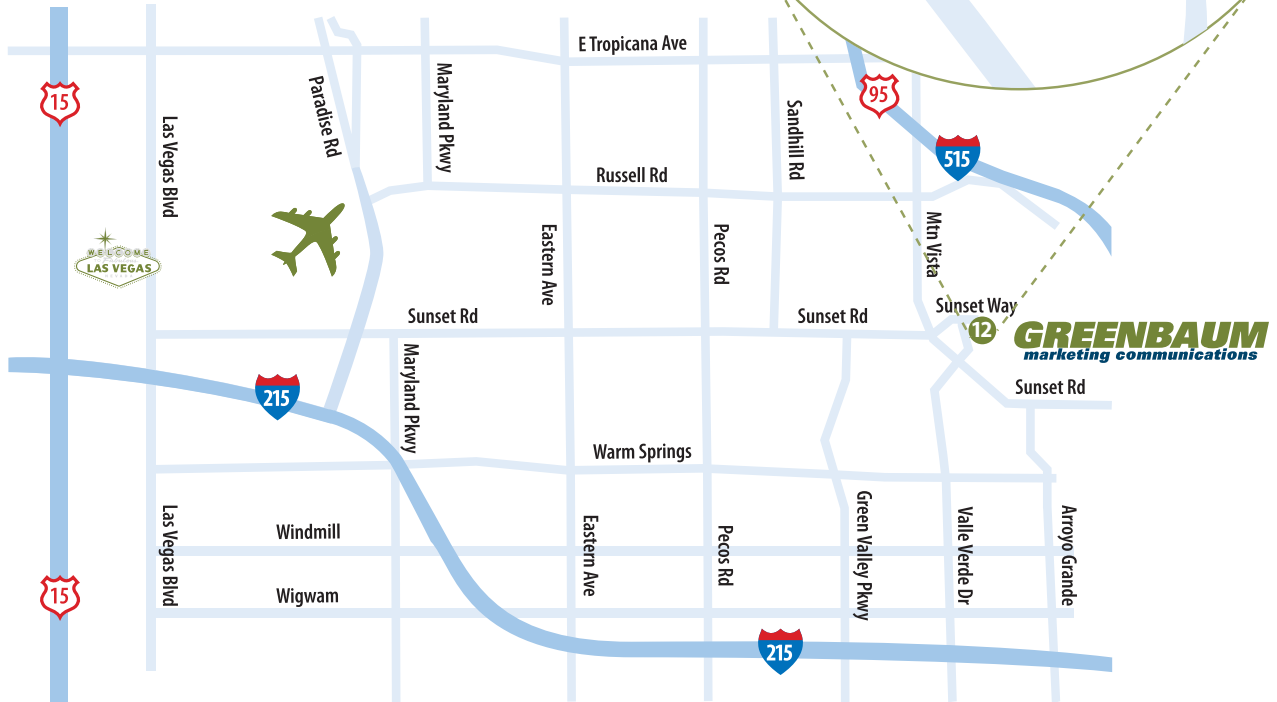 E Tropicana Ave
15
Paradise Rd
Maryland Pkwy
95
Las Vegas Blvd
Sandhill Rd
515
Russell Rd
WELCOME
LAS VEGAS
Eastern Ave
Pecos Rd
Mtn Vista
Sunset Way
Sunset Rd
Sunset Rd
12
GREENBAUM
marketing communications
Maryland Pkwy
215
Sunset Rd
Warm Springs
Las Vegas Blvd
Windmill
Eastern Ave
Pecos Rd
Green Valley Pkwy
Valle Verde Dr
Arroyo Grande
15
Wigwam
215